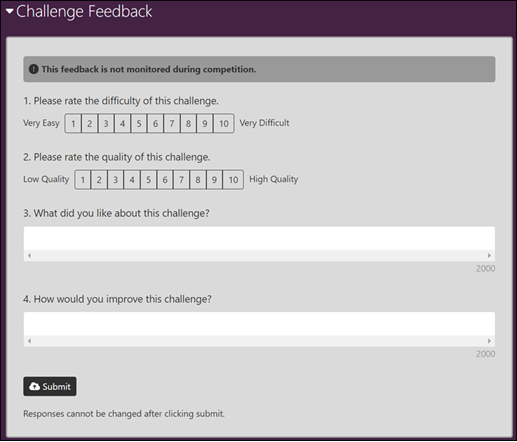 Challenge Feedback
This feedback is not monitored during competition.
1. Please rate the difficulty of this challenge.
Very Easy 1 2 3 4 5 6 7 8 9 10 Very Difficult
2. Please rate the quality of this challenge.
Low Quality 1 2 3 4 5 6 7 8 9 10 High Quality
3. What did you like about this challenge?
2000
4. How would you improve this challenge?
2000
Submit
Responses cannot be changed after clicking submit.